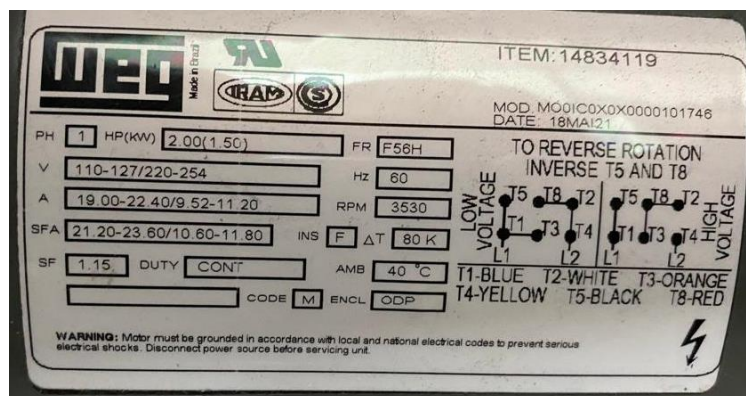 WEG
Made in Brazil
IRAM
S
ITEM:14834119
MOD. MO0IC0X0X0000101746
DATE: 18MAI21
PH 1 HP(KW) 2.00(1.50) FR F56H
V 110-127/220-254 Hz 60
A 19.00-22.40/9.52-11.20 RPM 3530
SFA 21.20-23.60/10.60-11.80 INS F ΔT 80 K
SF 1.15 DUTY CONT AMB 40 °C
CODE M ENCL ODP
TO REVERSE ROTATION
INVERSE T5 AND T8
LOW VOLTAGE
T5 T8 T2
T1 T3 T4
L1 L2
T5 T8 T2
T1 T3 T4
L1 L2
HIGH VOLTAGE
T1-BLUE T2-WHITE T3-ORANGE
T4-YELLOW T5-BLACK T8-RED
WARNING: Motor must be grounded in accordance with local and national electrical codes to prevent serious
electrical shocks. Disconnect power source before servicing unit.